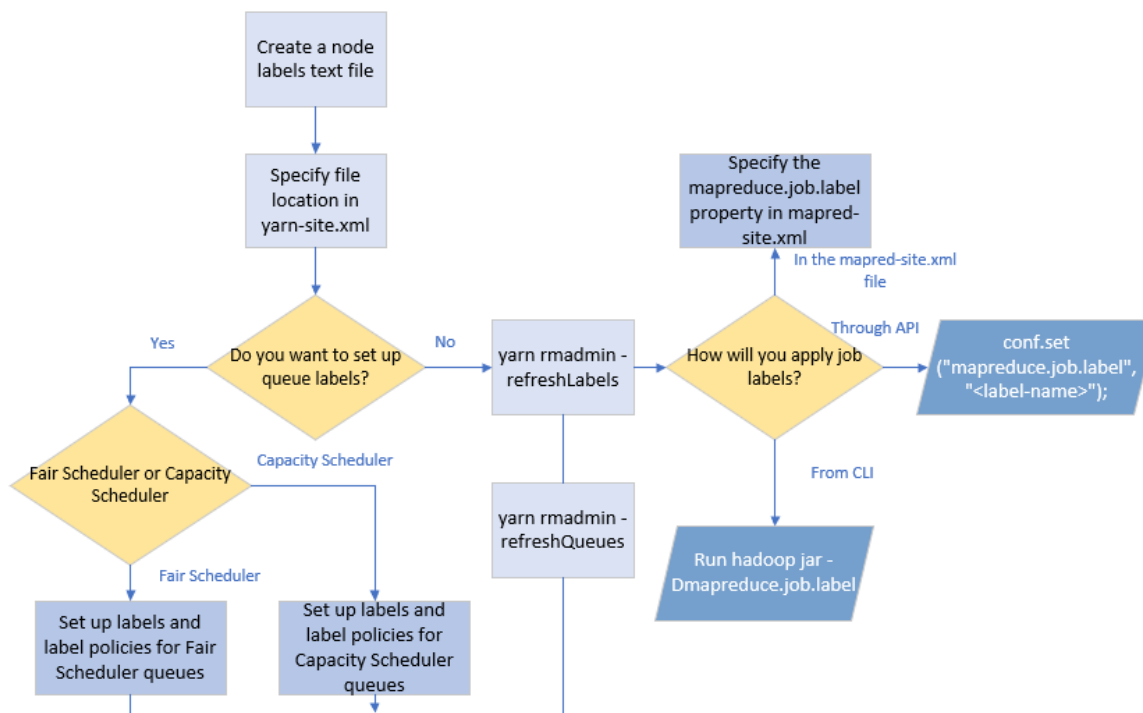 Create a node
labels text file
Specify file
location in
yarn-site.xml
Do you want to set up
queue labels?
Yes
No
Fair Scheduler or Capacity
Scheduler
Capacity Scheduler
Fair Scheduler
Set up labels and
label policies for Fair
Scheduler queues
Set up labels and
label policies for
Capacity Scheduler
queues
yarn rmadmin -
refreshLabels
yarn rmadmin -
refreshQueues
How will you apply job
labels?
In the mapred-site.xml
file
Specify the
mapreduce.job.label
property in mapred-
site.xml
Through API
conf.set
("mapreduce.job.label",
"<label-name>");
From CLI
Run hadoop jar -
Dmapreduce.job.label